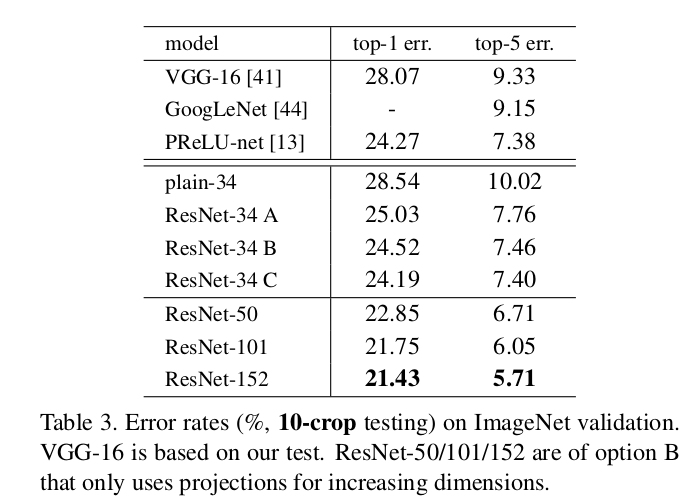 model top-1 err. top-5 err.
VGG-16 [41] 28.07 9.33
GoogLeNet [44] - 9.15
PReLU-net [13] 24.27 7.38
plain-34 28.54 10.02
ResNet-34 A 25.03 7.76
ResNet-34 B 24.52 7.46
ResNet-34 C 24.19 7.40
ResNet-50 22.85 6.71
ResNet-101 21.75 6.05
ResNet-152 21.43 5.71
Table 3. Error rates (%, 10-crop testing) on ImageNet validation.
VGG-16 is based on our test. ResNet-50/101/152 are of option B
that only uses projections for increasing dimensions.